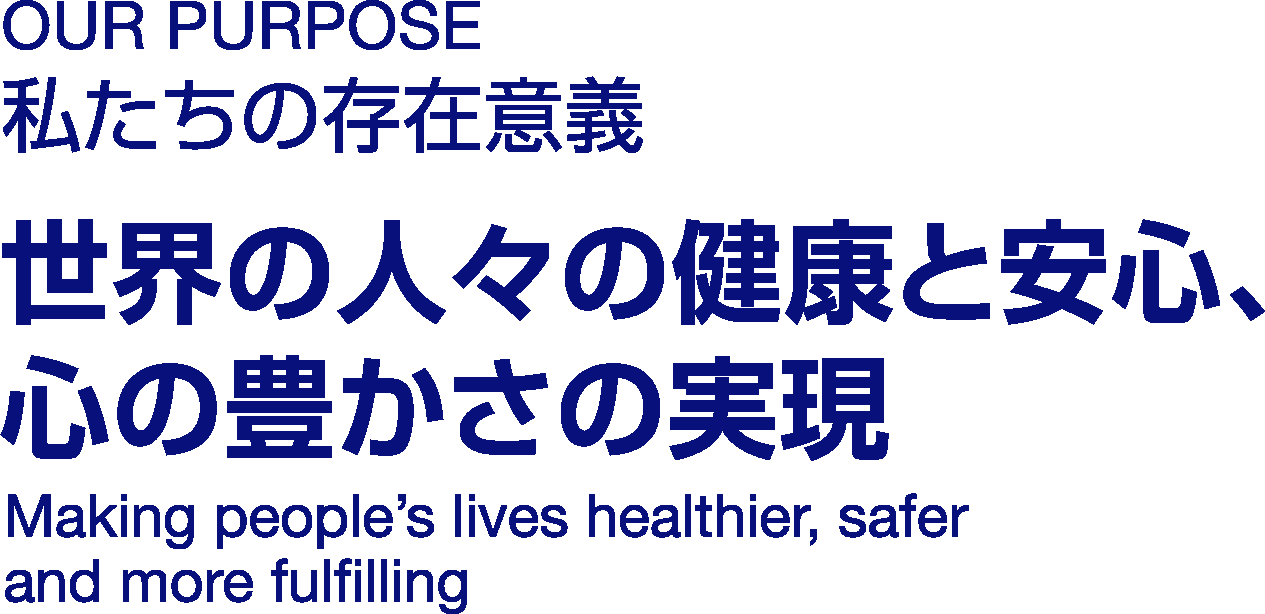 OUR PURPOSE
私たちの存在意義
世界の人々の健康と安心、
心の豊かさの実現
Making people’s lives healthier, safer
and more fulfilling